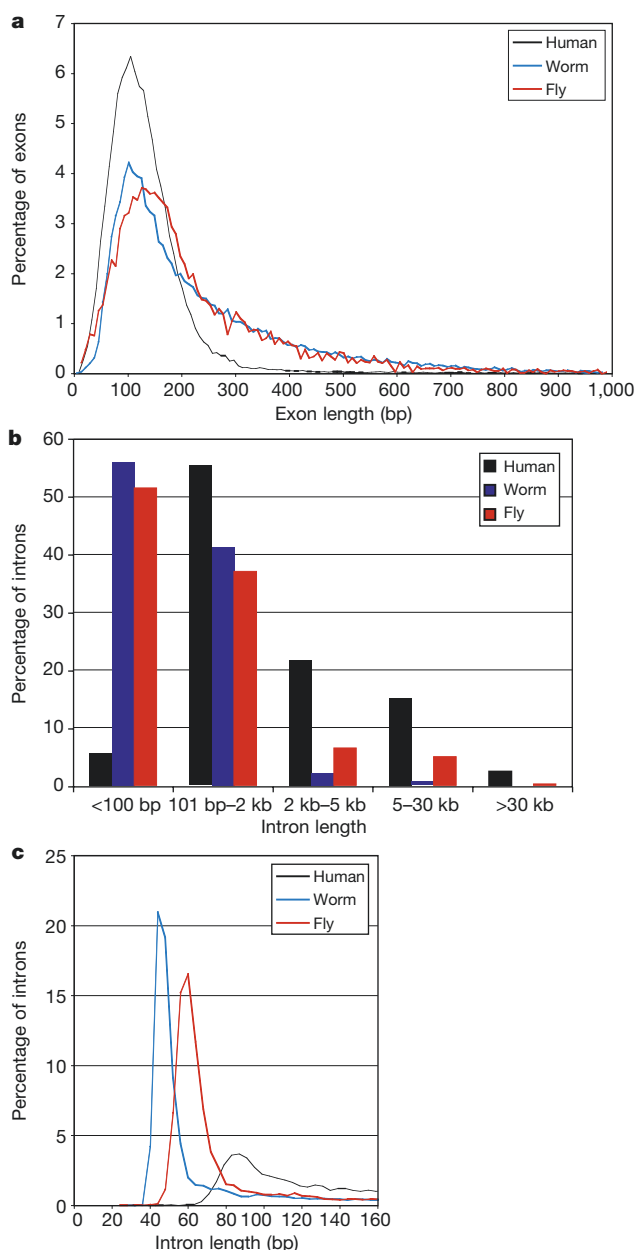 a
7
6
5
4
3
2
1
0
Percentage of exons
Human
Worm
Fly
0 100 200 300 400 500 600 700 800 900 1,000
Exon length (bp)
b
60
50
40
30
20
10
0
Percentage of introns
Human
Worm
Fly
<100 bp 101 bp–2 kb 2 kb–5 kb 5–30 kb >30 kb
Intron length
c
25
20
15
10
5
0
Percentage of introns
Human
Worm
Fly
0 20 40 60 80 100 120 140 160
Intron length (bp)